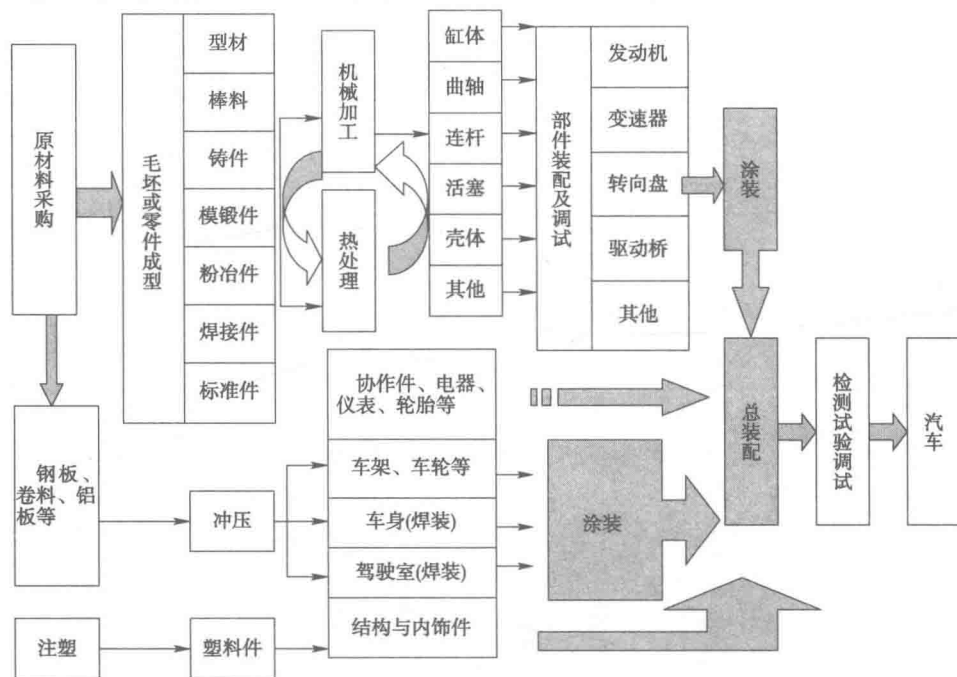 原材料采购
毛坯或零件成型
型材
棒料
铸件
模锻件
粉冶件
焊接件
标准件
机械加工
热处理
缸体
曲轴
连杆
活塞
壳体
其他
部件装配及调试
发动机
变速器
转向盘
驱动桥
其他
涂装
钢板、
卷料、铝
板等
冲压
协作件、电器、
仪表、轮胎等
车架、车轮等
车身(焊装)
驾驶室(焊装)
结构与内饰件
涂装
总装配
检测试验调试
汽车
注塑
塑料件